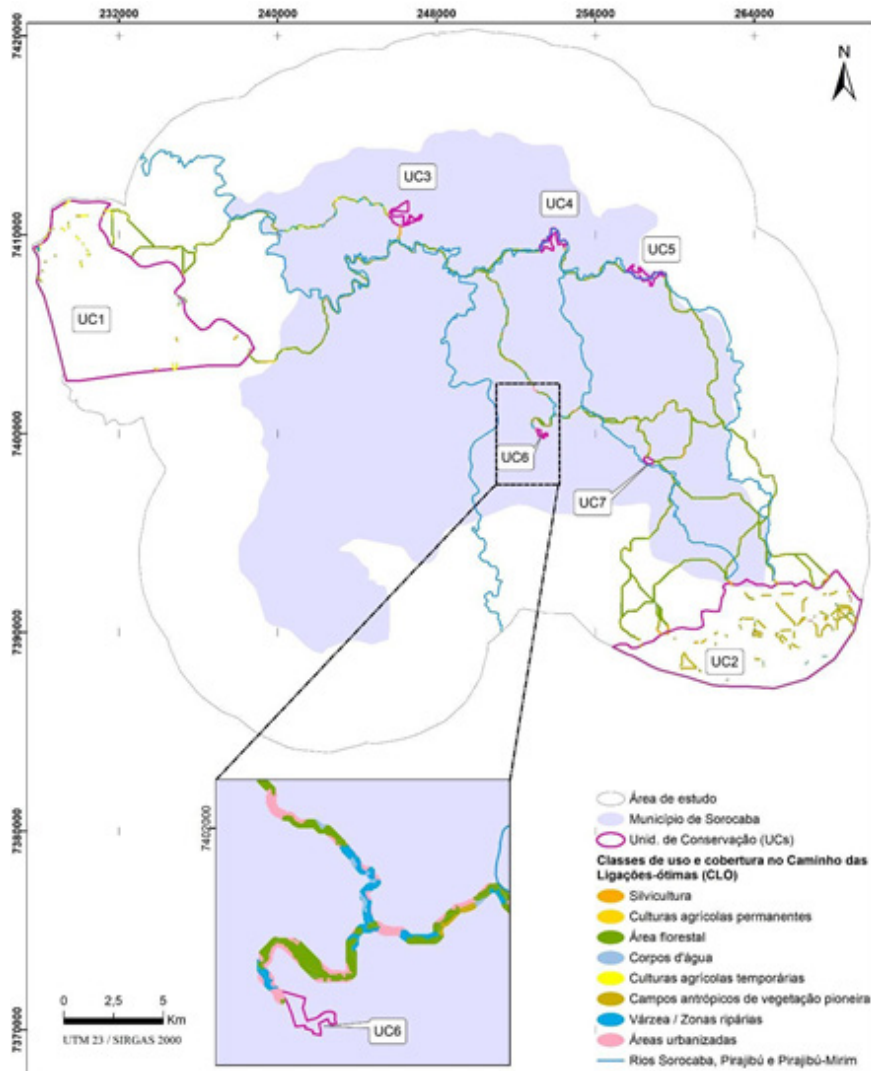 232000 240000 248000 256000 264000
7420000
N
UC3
UC4
7410000
UC5
UC1
7400000
UC6
UC7
7390000
UC2
7380000
7402000
UC6
Área de estudo
Município de Sorocaba
Unid. de Conservação (UCs)
Classes de uso e cobertura no Caminho das
Ligações-ótimas (CLO)
Silvicultura
Culturas agrícolas permanentes
Área florestal
Corpos d'água
Culturas agrícolas temporárias
Campos antrópicos de vegetação pioneira
Várzea / Zonas ripárias
Áreas urbanizadas
Rios Sorocaba, Pirajibú e Pirajibú-Mirim
7370000
0 2,5 5
Km
UTM 23 / SIRGAS 2000